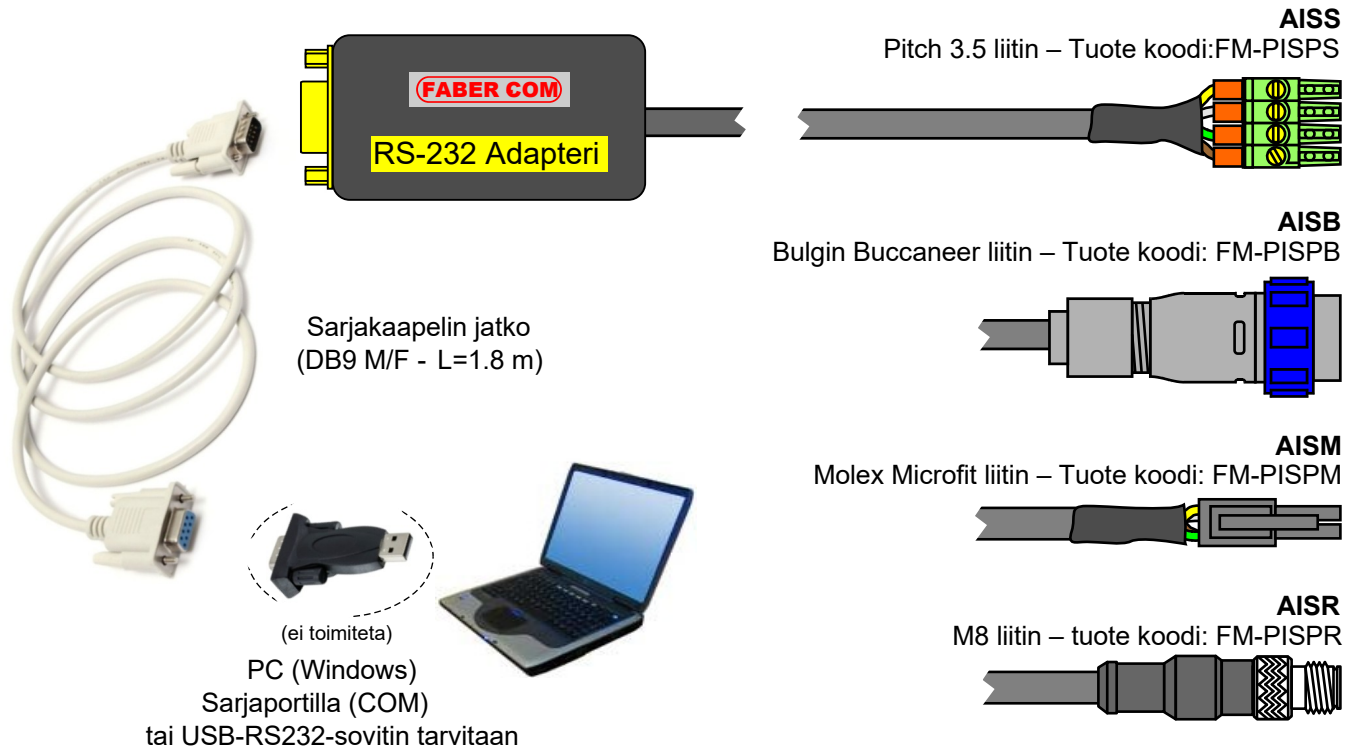 AISS
Pitch 3.5 liitin – Tuote koodi:FM-PISPS
FABER COM
RS-232 Adapteri
AISB
Bulgin Buccaneer liitin – Tuote koodi: FM-PISPB
Sarjakaapelin jatko
(DB9 M/F - L=1.8 m)
AISM
Molex Microfit liitin – Tuote koodi: FM-PISPM
(ei toimiteta)
PC (Windows)
Sarjaportilla (COM)
tai USB-RS232-sovitin tarvitaan
AISR
M8 liitin – tuote koodi: FM-PISPR